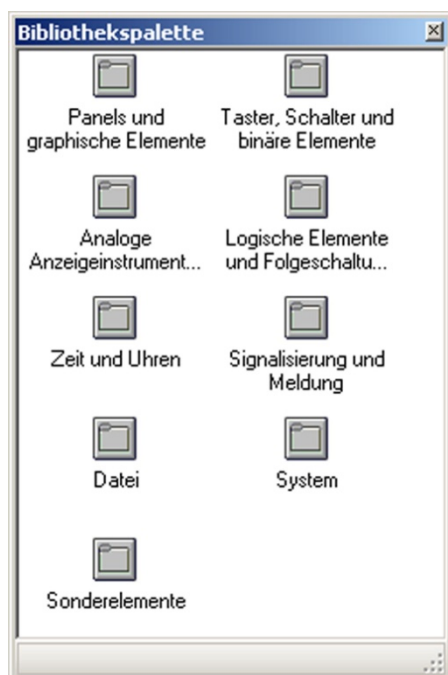 Bibliothekspalette
Panels und
graphische Elemente
Taster, Schalter und
binäre Elemente
Analoge
Anzeigeinstrument...
Logische Elemente
und Folgeschaltu...
Zeit und Uhren
Signalisierung und
Meldung
Datei
System
Sonderelemente